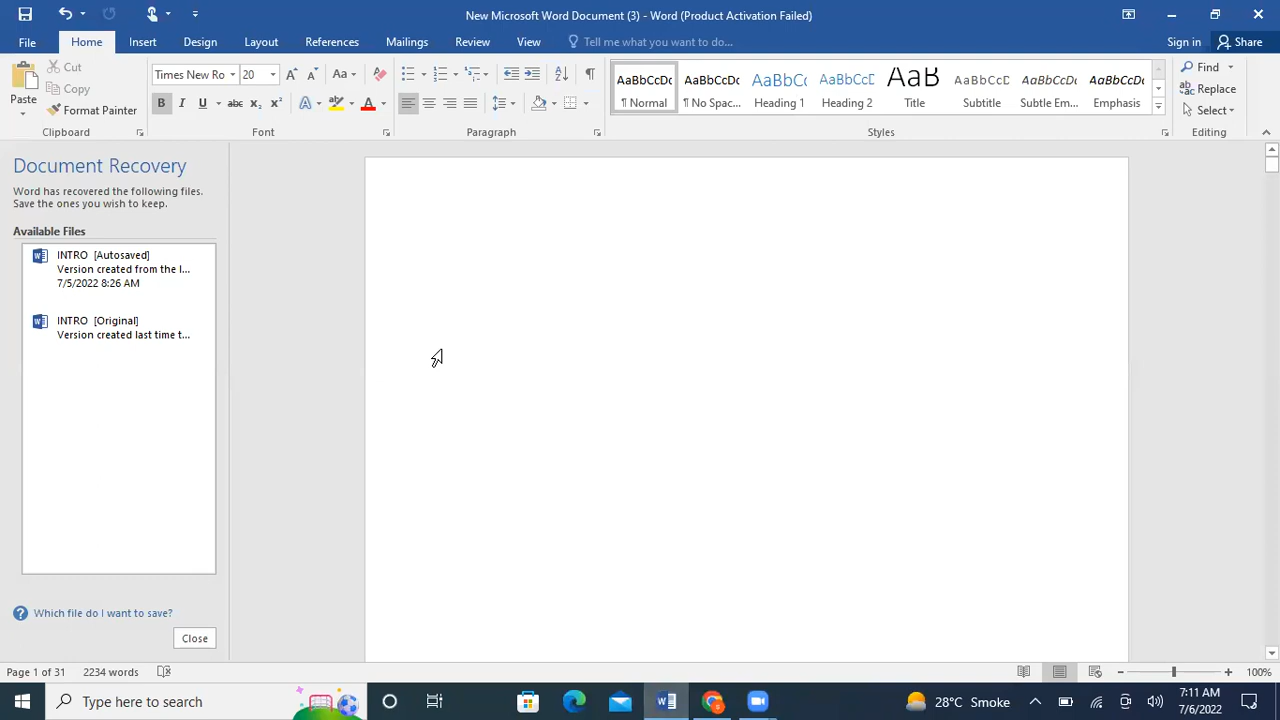 New Microsoft Word Document (3) - Word (Product Activation Failed)
File Home Insert Design Layout References Mailings Review View Tell me what you want to do... Sign in Share
Paste
Cut
Copy
Format Painter
Clipboard
Times New Ro 20 Aa
B I U abc x₂ x² A A
Font
Paragraph
AaBbCcDc AaBbCcDc AaBbCc AaBbCcD AaB AaBbCcD AaBbCcDc AaBbCcDc
¶ Normal ¶ No Spac... Heading Heading 2 Title Subtitle Subtle Em... Emphasis
Styles
Find
Replace
Select
Editing
Document Recovery
Word has recovered the following files.
Save the ones you wish to keep.
Available Files
INTRO [Autosaved]
Version created from the l...
7/5/2022 8:26 AM
INTRO [Original]
Version created last time t...
Which file do I want to save?
Close
Page 1 of 31 2234 words 100%
Type here to search
28°C Smoke
7:11 AM
7/6/2022